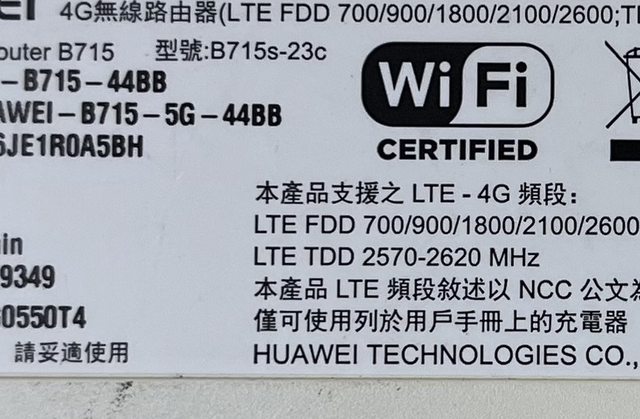 EI 4G無線路由器(LTE FDD 700/900/1800/2100/2600;TD
outer B715 型號:B715s-23c
-B715-44BB
AWEI-B715-5G-44BB
6JE1R0A5BH
WiFi
CERTIFIED
本產品支援之 LTE - 4G 頻段:
LTE FDD 700/900/1800/2100/2600
LTE TDD 2570-2620 MHz
本產品 LTE 頻段敘述以 NCC 公文為
僅可使用列於用戶手冊上的充電器
HUAWEI TECHNOLOGIES CO.,
in
9349
0550T4
請妥適使用